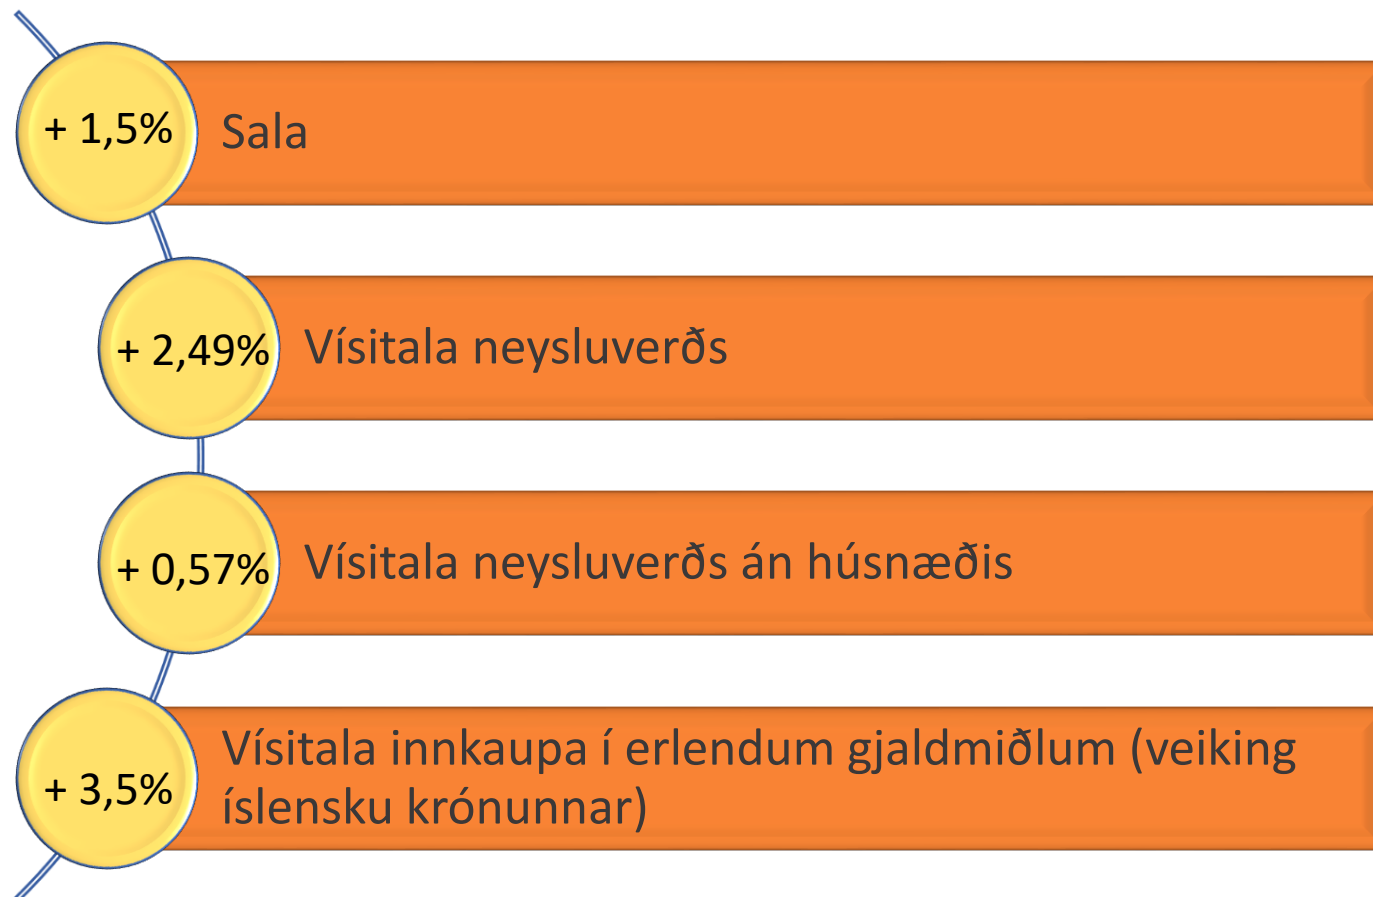 + 1,5%
Sala
+ 2,49%
Vísitala neysluverðs
+ 0,57%
Vísitala neysluverðs án húsnæðis
+ 3,5%
Vísitala innkaupa í erlendum gjaldmiðlum (veiking
íslensku krónunnar)